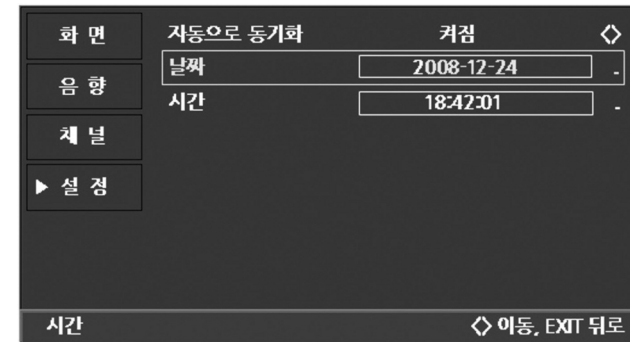 화면
음향
채널
▶ 설정
자동으로 동기화 켜짐 <>
날짜 2008-12-24
시간 18:42:01
시간 <> 이동, EXIT 뒤로